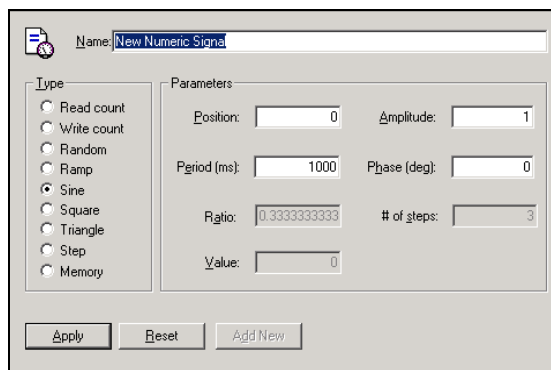 Name: New Numeric Signal
Type
Read count
Write count
Random
Ramp
Sine
Square
Triangle
Step
Memory
Parameters
Position: 0 Amplitude: 1
Period (ms): 1000 Phase (deg): 0
Ratio: 0.3333333333 # of steps: 3
Value: 0
Apply Reset Add New